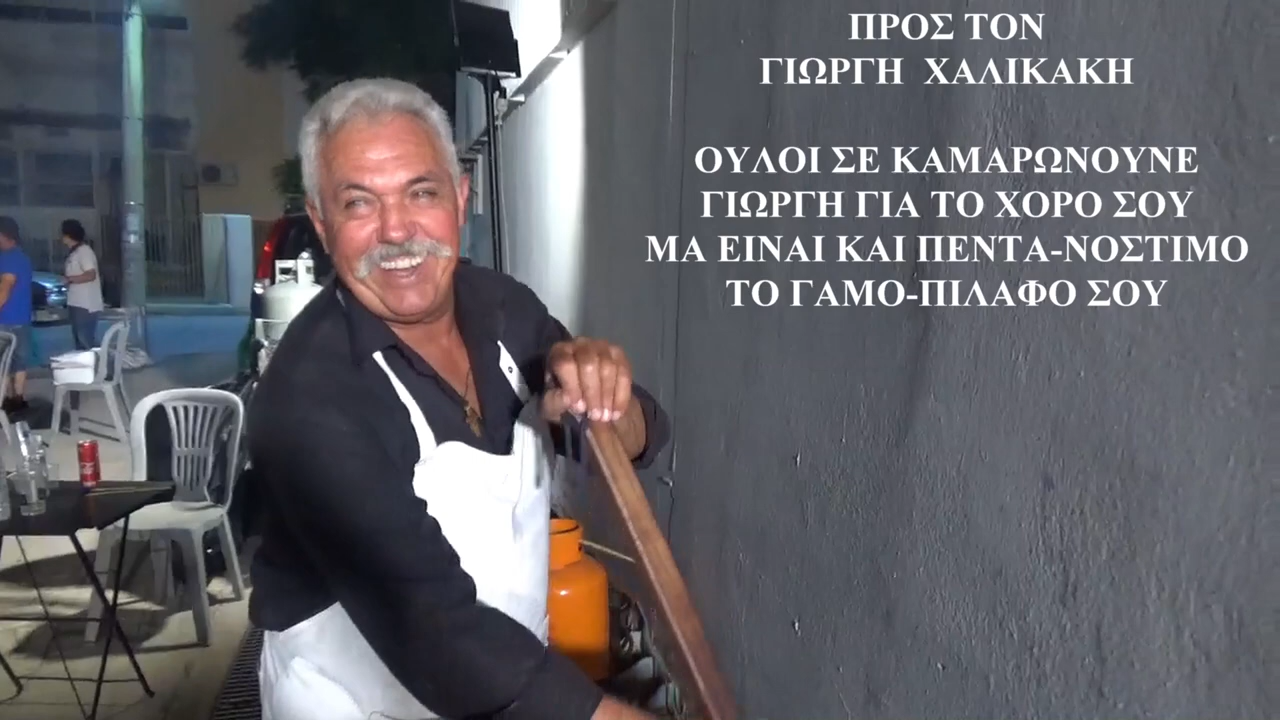 ΠΡΟΣ ΤΟΝ
ΓΙΩΡΓΗ ΧΑΛΙΚΑΚΗ
ΟΥΛΟΙ ΣΕ ΚΑΜΑΡΩΝΟΥΝΕ
ΓΙΩΡΓΗ ΓΙΑ ΤΟ ΧΟΡΟ ΣΟΥ
ΜΑ ΕΙΝΑΙ ΚΑΙ ΠΕΝΤΑ-ΝΟΣΤΙΜΟ
ΤΟ ΓΑΜΟ-ΠΙΛΑΦΟ ΣΟΥ